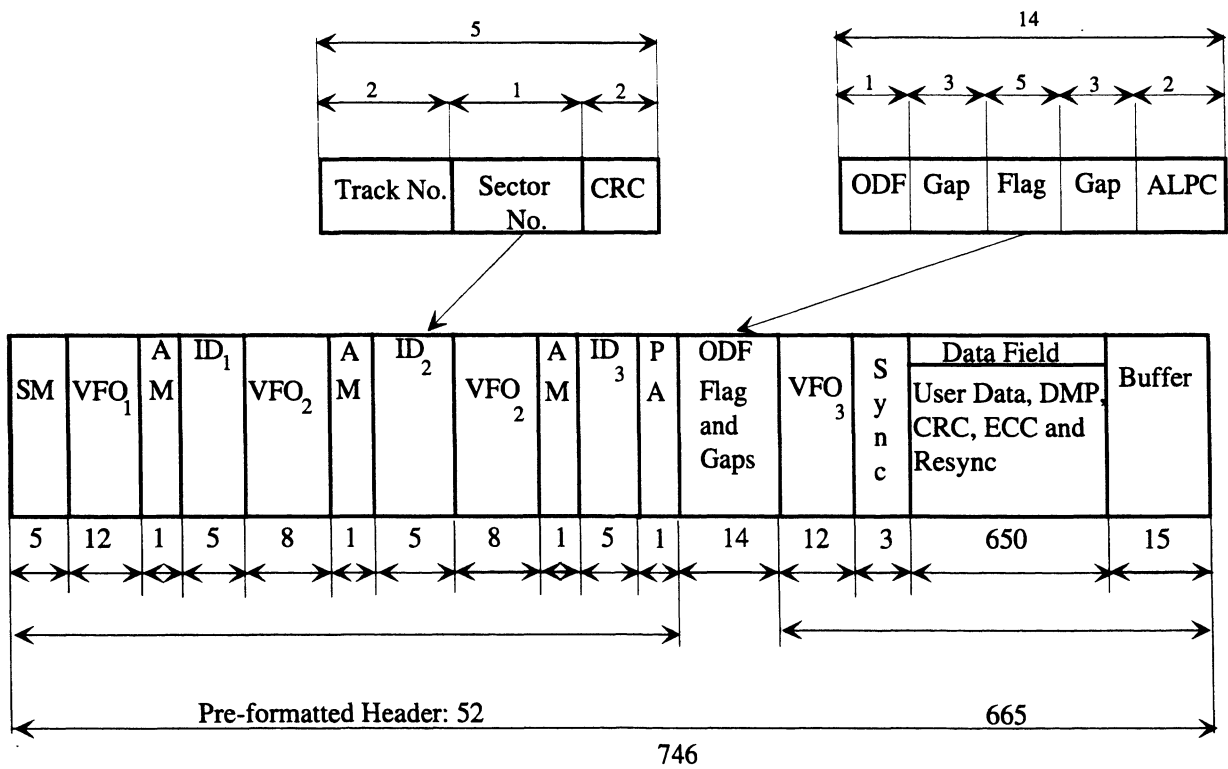 5
14
2 1 2
1 3 5 3 2
Track No. Sector No. CRC
ODF Gap Flag Gap ALPC
SM VFO1 AM ID1 VFO2 AM ID2 VFO2 AM ID3 PA ODF Flag and Gaps VFO3 Sync Data Field Buffer
User Data, DMP,
CRC, ECC and
Resync
5 12 1 5 8 1 5 8 1 5 1 14 12 3 650 15
Pre-formatted Header: 52
665
746